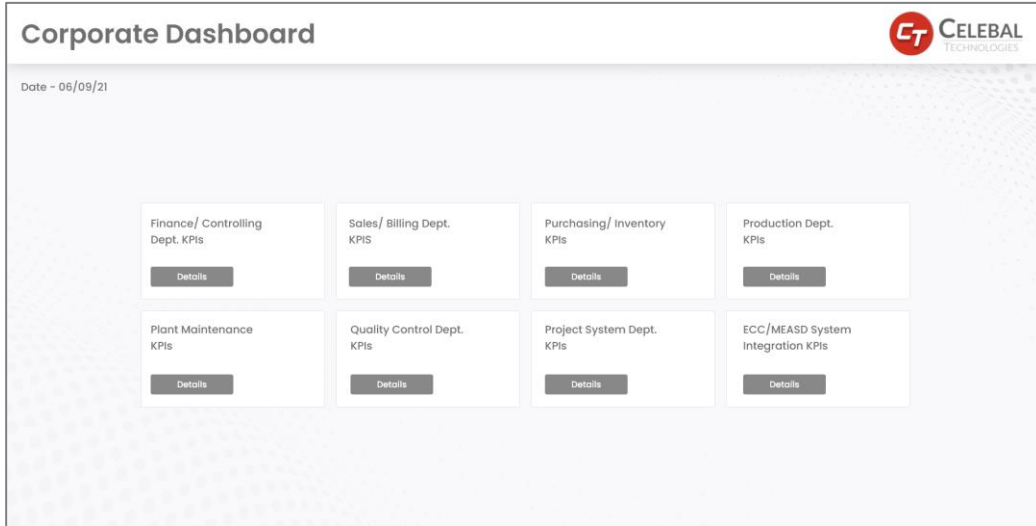 Corporate Dashboard
CT CELEBAL
TECHNOLOGIES
Date - 06/09/21
Finance/ Controlling
Dept. KPIs
Details
Sales/ Billing Dept.
KPIS
Details
Purchasing/ Inventory
KPIs
Details
Production Dept.
KPIs
Details
Plant Maintenance
KPIs
Details
Quality Control Dept.
KPIs
Details
Project System Dept.
KPIs
Details
ECC/MEASD System
Integration KPIs
Details